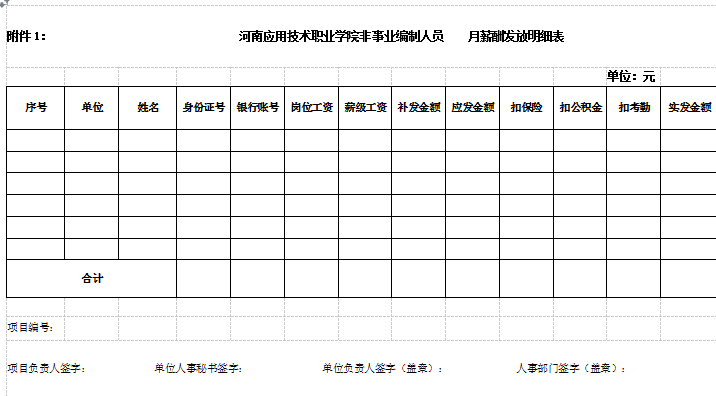 附件1： 河南应用技术职业学院非事业编制人员 月薪酬发放明细表
单位：元
序号 单位 姓名 身份证号 银行账号 岗位工资 薪级工资 补发金额 应发金额 扣保险 扣公积金 扣考勤 实发金额
合计
项目编号：
项目负责人签字： 单位人事秘书签字： 单位负责人签字（盖章）： 人事部门签字（盖章）：